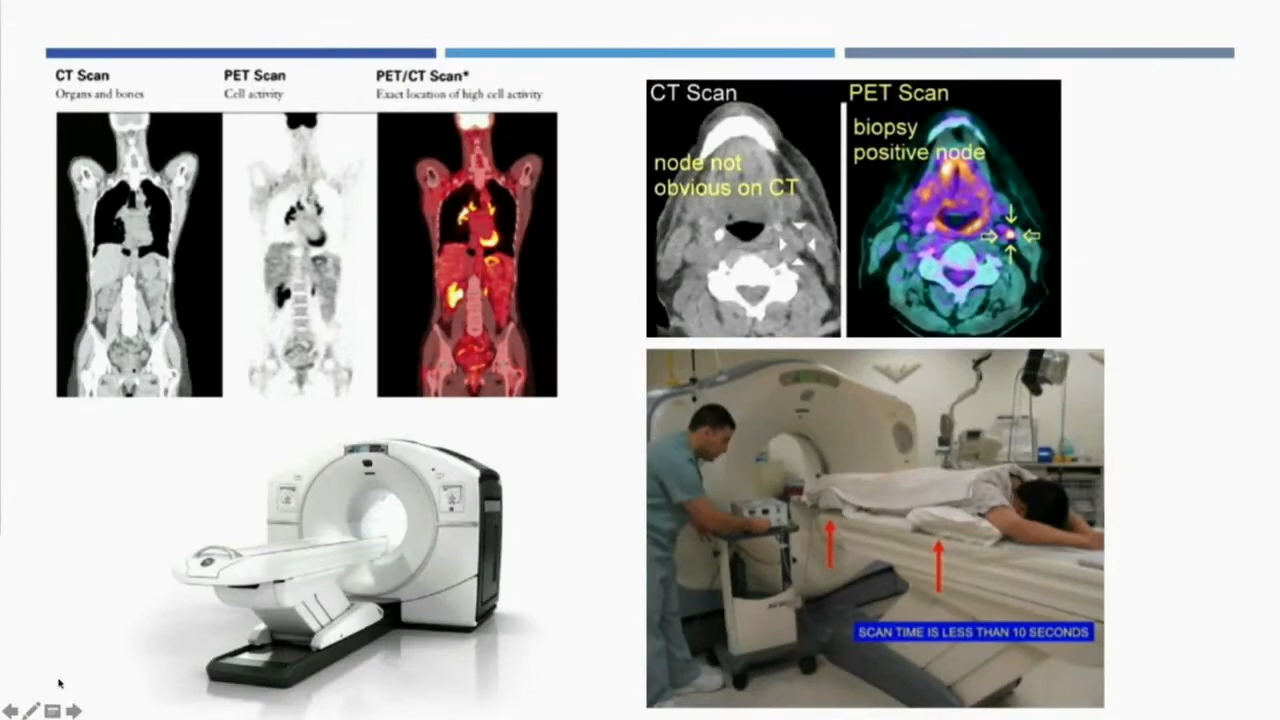 CT Scan
Organs and bones
PET Scan
Cell activity
PET/CT Scan*
Exact location of high cell activity
CT Scan
node not
obvious on CT
PET Scan
biopsy
positive node
SCAN TIME IS LESS THAN 10 SECONDS